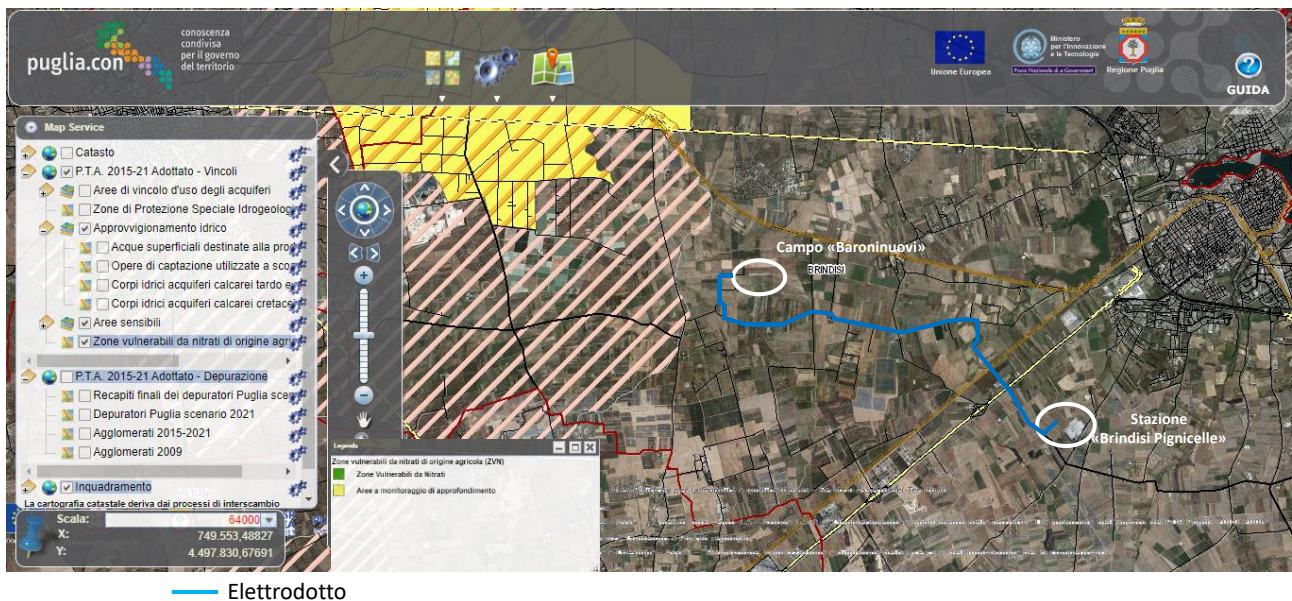 puglia.con
conoscenza
condivisa
per il governo
del territorio
CAROVIGNO
Unione Europea
Ministero
per l'Innovazione
e le Tecnologie
Regione Puglia
GUIDA
Map Service
Catasto
P.T.A. 2015-21 Adottato - Vincoli
Aree di vincolo d'uso degli acquiferi
Zone di Protezione Speciale Idrogeolog
Approvvigionamento idrico
Acque superficiali destinate alla pro
Opere di captazione utilizzate a sco
Corpi idrici acquiferi calcarei tardo e
Corpi idrici acquiferi calcarei cretace
Aree sensibili
Zone vulnerabili da nitrati di origine agri
P.T.A. 2015-21 Adottato - Depurazione
Recapiti finali dei depuratori Puglia scen
Depuratori Puglia scenario 2021
Agglomerati 2015-2021
Agglomerati 2009
Inquadramento
La cartografia catastale deriva dai processi di interscambio
Scala: 64000
X: 749.553,48827
Y: 4.497.830,67691
Legenda
Zone vulnerabili da nitrati di origine agricola (ZVN)
Zone Vulnerabili da Nitrati
Aree a monitoraggio di approfondimento
Campo «Baroninuovi»
BRINDISI
Stazione
«Brindisi Pignicelle»
Elettrodotto